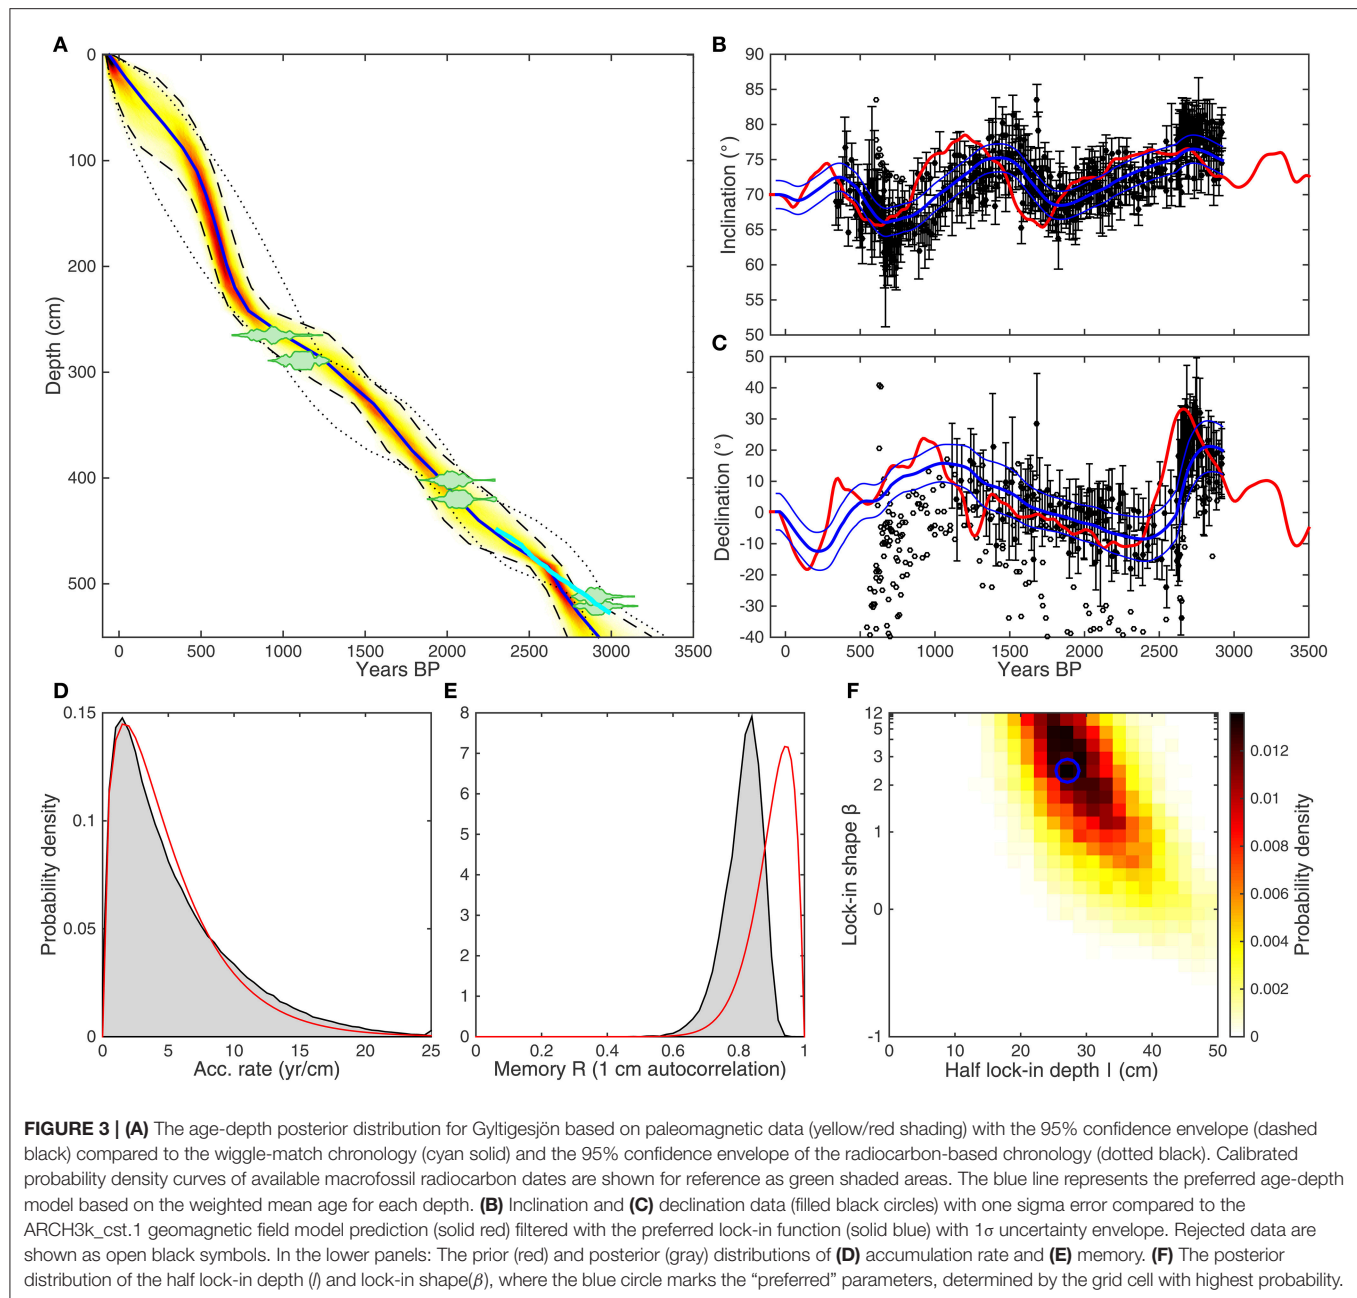 A
0
100
200
300
400
500
Depth (cm)
0 500 1000 1500 2000 2500 3000 3500
Years BP
B
90
85
80
75
70
65
60
55
50
Inclination (°)
0 500 1000 1500 2000 2500 3000 3500
C
50
40
30
20
10
0
-10
-20
-30
-40
Declination (°)
0 500 1000 1500 2000 2500 3000 3500
Years BP
D
0.15
0.1
0.05
0
Probability density
0 5 10 15 20 25
Acc. rate (yr/cm)
E
8
7
6
5
4
3
2
1
0
0 0.2 0.4 0.6 0.8 1
Memory R (1 cm autocorrelation)
F
12
5
3
2
1
0
-1
Lock-in shape β
0 10 20 30 40 50
Half lock-in depth l (cm)
0.012
0.01
0.008
0.006
0.004
0.002
0
Probability density
FIGURE 3 | (A) The age-depth posterior distribution for Gyltigesjön based on paleomagnetic data (yellow/red shading) with the 95% confidence envelope (dashed
black) compared to the wiggle-match chronology (cyan solid) and the 95% confidence envelope of the radiocarbon-based chronology (dotted black). Calibrated
probability density curves of available macrofossil radiocarbon dates are shown for reference as green shaded areas. The blue line represents the preferred age-depth
model based on the weighted mean age for each depth. (B) Inclination and (C) declination data (filled black circles) with one sigma error compared to the
ARCH3k_cst.1 geomagnetic field model prediction (solid red) filtered with the preferred lock-in function (solid blue) with 1σ uncertainty envelope. Rejected data are
shown as open black symbols. In the lower panels: The prior (red) and posterior (gray) distributions of (D) accumulation rate and (E) memory. (F) The posterior
distribution of the half lock-in depth (l) and lock-in shape(β), where the blue circle marks the “preferred” parameters, determined by the grid cell with highest probability.